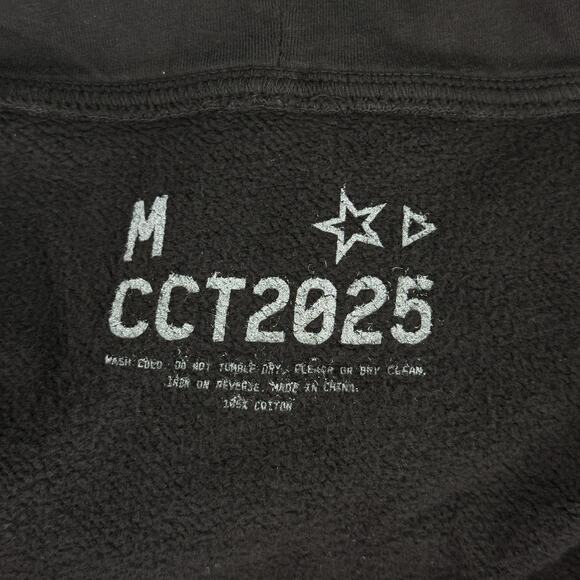 M
CCT2025
WASH COLD. DO NOT TUMBLE DRY. BLEACH OR DRY CLEAN.
IRON ON REVERSE. MADE IN CHINA.
100% COTTON